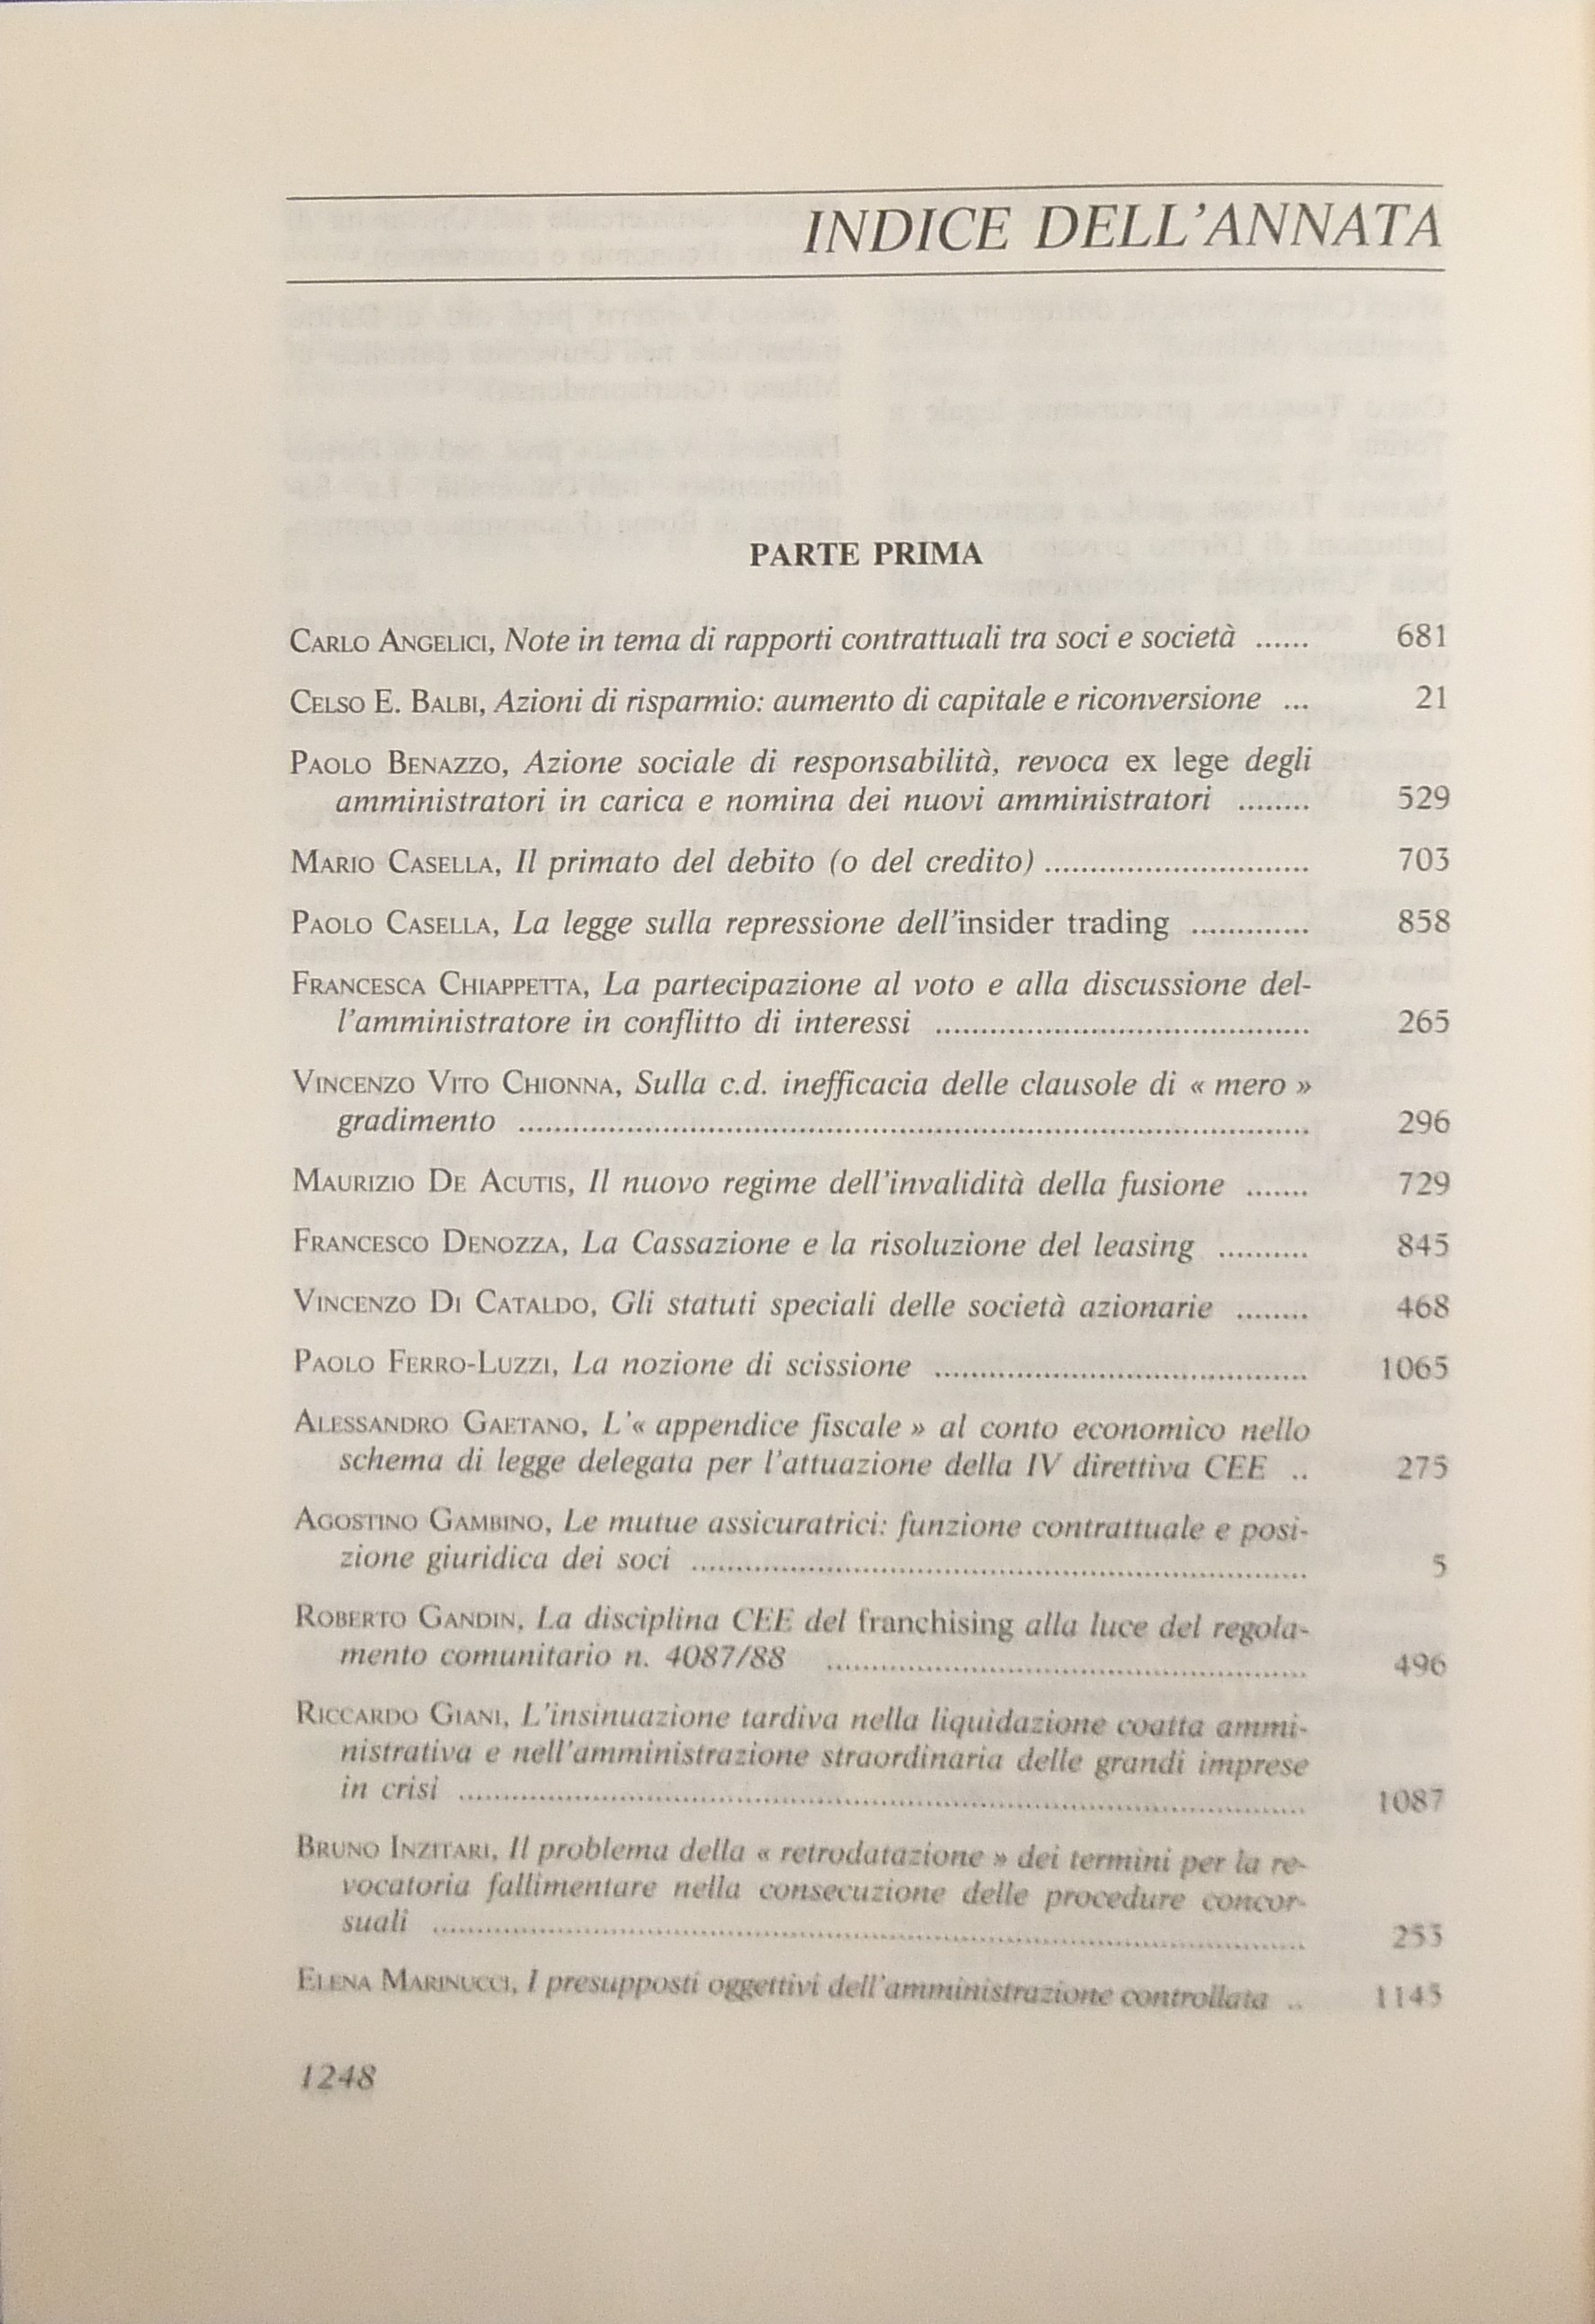 INDICE DELL'ANNATA
PARTE PRIMA
CARLO ANGELICI, Note in tema di rapporti contrattuali tra soci e società ...... 681
CELSO E. BALBI, Azioni di risparmio: aumento di capitale e riconversione ... 21
PAOLO BENAZZO, Azione sociale di responsabilità, revoca ex lege degli
amministratori in carica e nomina dei nuovi amministratori ........ 529
MARIO CASELLA, Il primato del debito (o del credito) ............................. 703
PAOLO CASELLA, La legge sulla repressione dell'insider trading ............. 858
FRANCESCA CHIAPPETTA, La partecipazione al voto e alla discussione del-
l'amministratore in conflitto di interessi .......................................... 265
VINCENZO VITO CHIONNA, Sulla c.d. inefficacia delle clausole di « mero »
gradimento ........................................................................................ 296
MAURIZIO DE ACUTIS, Il nuovo regime dell'invalidità della fusione ....... 729
FRANCESCO DENOZZA, La Cassazione e la risoluzione del leasing .......... 845
VINCENZO DI CATALDO, Gli statuti speciali delle società azionarie ........ 468
PAOLO FERRO-LUZZI, La nozione di scissione ......................................... 1065
ALESSANDRO GAETANO, L'« appendice fiscale » al conto economico nello
schema di legge delegata per l'attuazione della IV direttiva CEE .. 275
AGOSTINO GAMBINO, Le mutue assicuratrici: funzione contrattuale e posi-
zione giuridica dei soci .................................................................... 5
ROBERTO GANDIN, La disciplina CEE del franchising alla luce del regola-
mento comunitario n. 4087/88 ..................................................... 496
RICCARDO GIANI, L'insinuazione tardiva nella liquidazione coatta ammi-
nistrativa e nell'amministrazione straordinaria delle grandi imprese
in crisi .............................................................................................. 1087
BRUNO INZITARI, Il problema della « retrodatazione » dei termini per la re-
vocatoria fallimentare nella consecuzione delle procedure concor-
suali ................................................................................................. 253
ELENA MARINUCCI, I presupposti oggettivi dell'amministrazione controllata .. 1145
1248